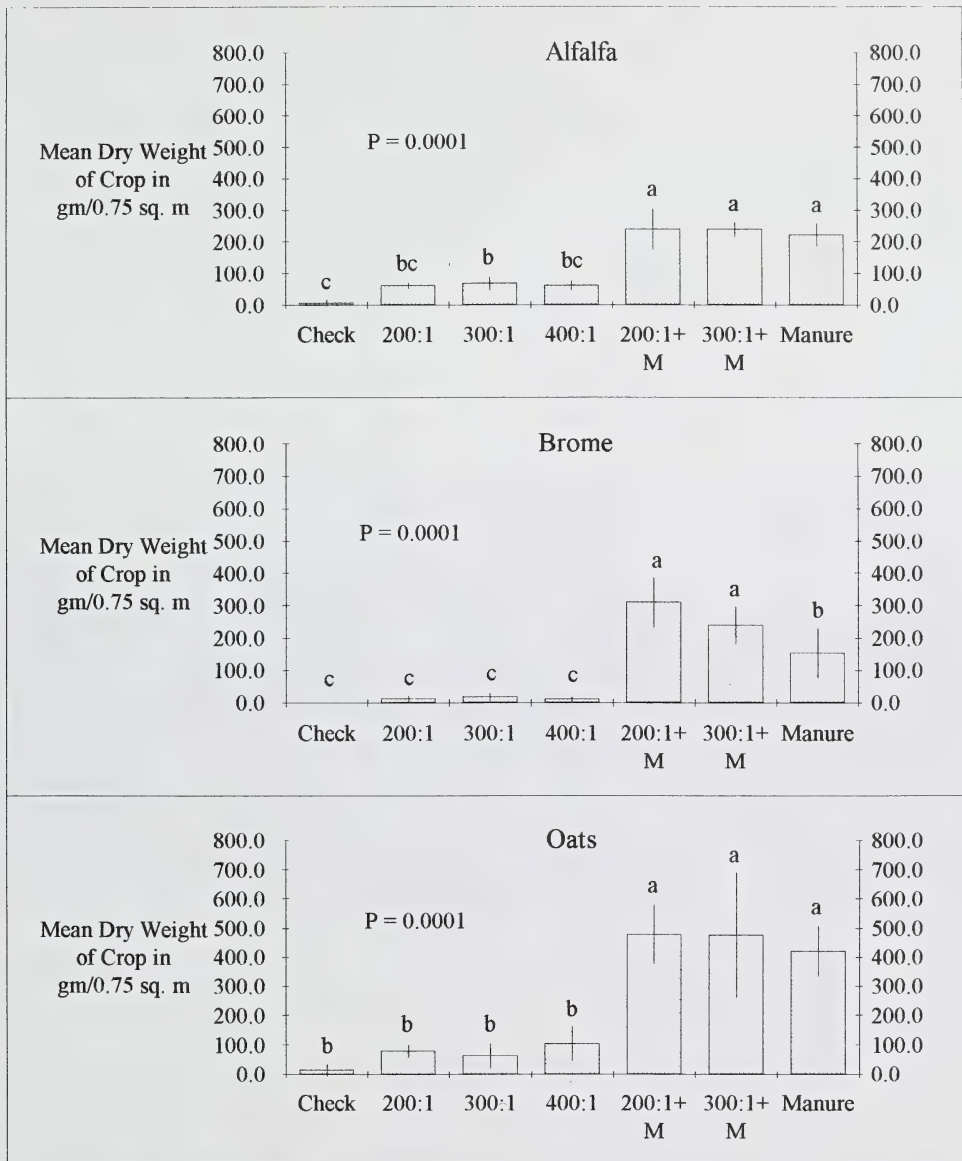 Alfalfa
800.0 800.0
700.0 700.0
600.0 600.0
P = 0.0001
Mean Dry Weight 500.0 500.0
of Crop in 400.0 400.0
gm/0.75 sq. m 300.0 300.0
200.0 200.0
100.0 100.0
0.0 0.0
c bc b bc a a a
Check 200:1 300:1 400:1 200:1+ 300:1+ Manure
M M
Brome
800.0 800.0
700.0 700.0
600.0 600.0
P = 0.0001
Mean Dry Weight 500.0 500.0
of Crop in 400.0 400.0
gm/0.75 sq. m 300.0 300.0
200.0 200.0
100.0 100.0
0.0 0.0
c c c c a a b
Check 200:1 300:1 400:1 200:1+ 300:1+ Manure
M M
Oats
800.0 800.0
700.0 700.0
600.0 600.0
P = 0.0001
Mean Dry Weight 500.0 500.0
of Crop in 400.0 400.0
gm/0.75 sq. m 300.0 300.0
200.0 200.0
100.0 100.0
0.0 0.0
b b b b a a a
Check 200:1 300:1 400:1 200:1+ 300:1+ Manure
M M